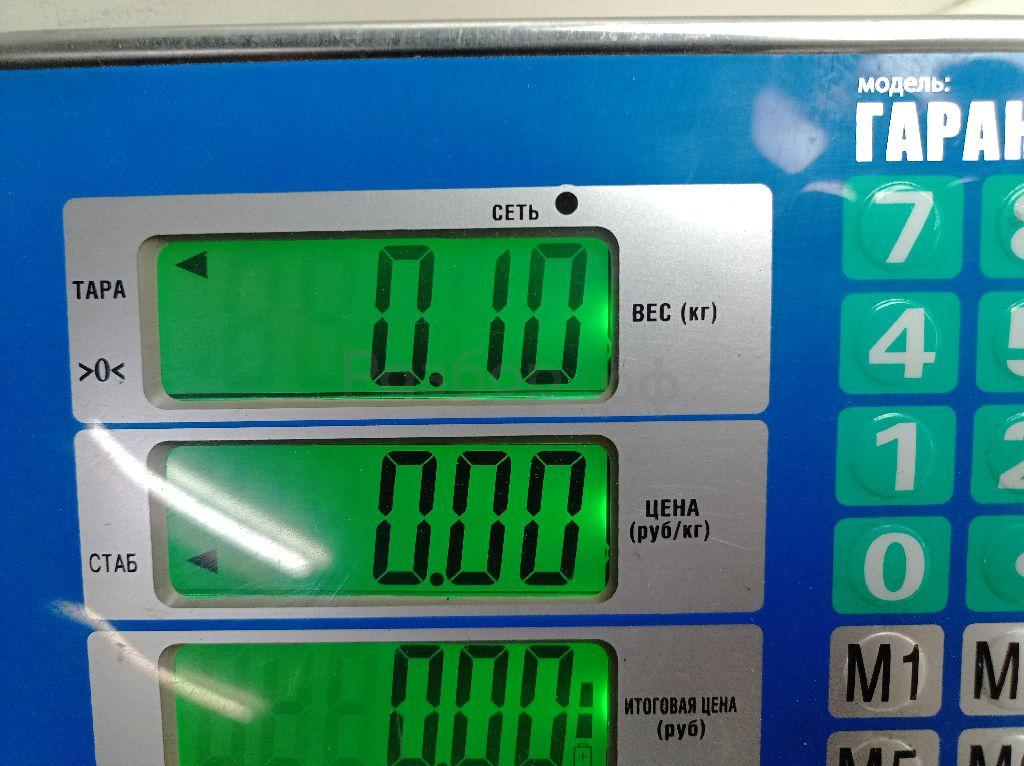 модель:
ГАРАН
СЕТЬ
ТАРА
0.10
ВЕС (кг)
>0<
0.00
ЦЕНА
(руб/кг)
СТАБ
0.00
ИТОГОВАЯ ЦЕНА
(руб)
7
4
1
0
M1